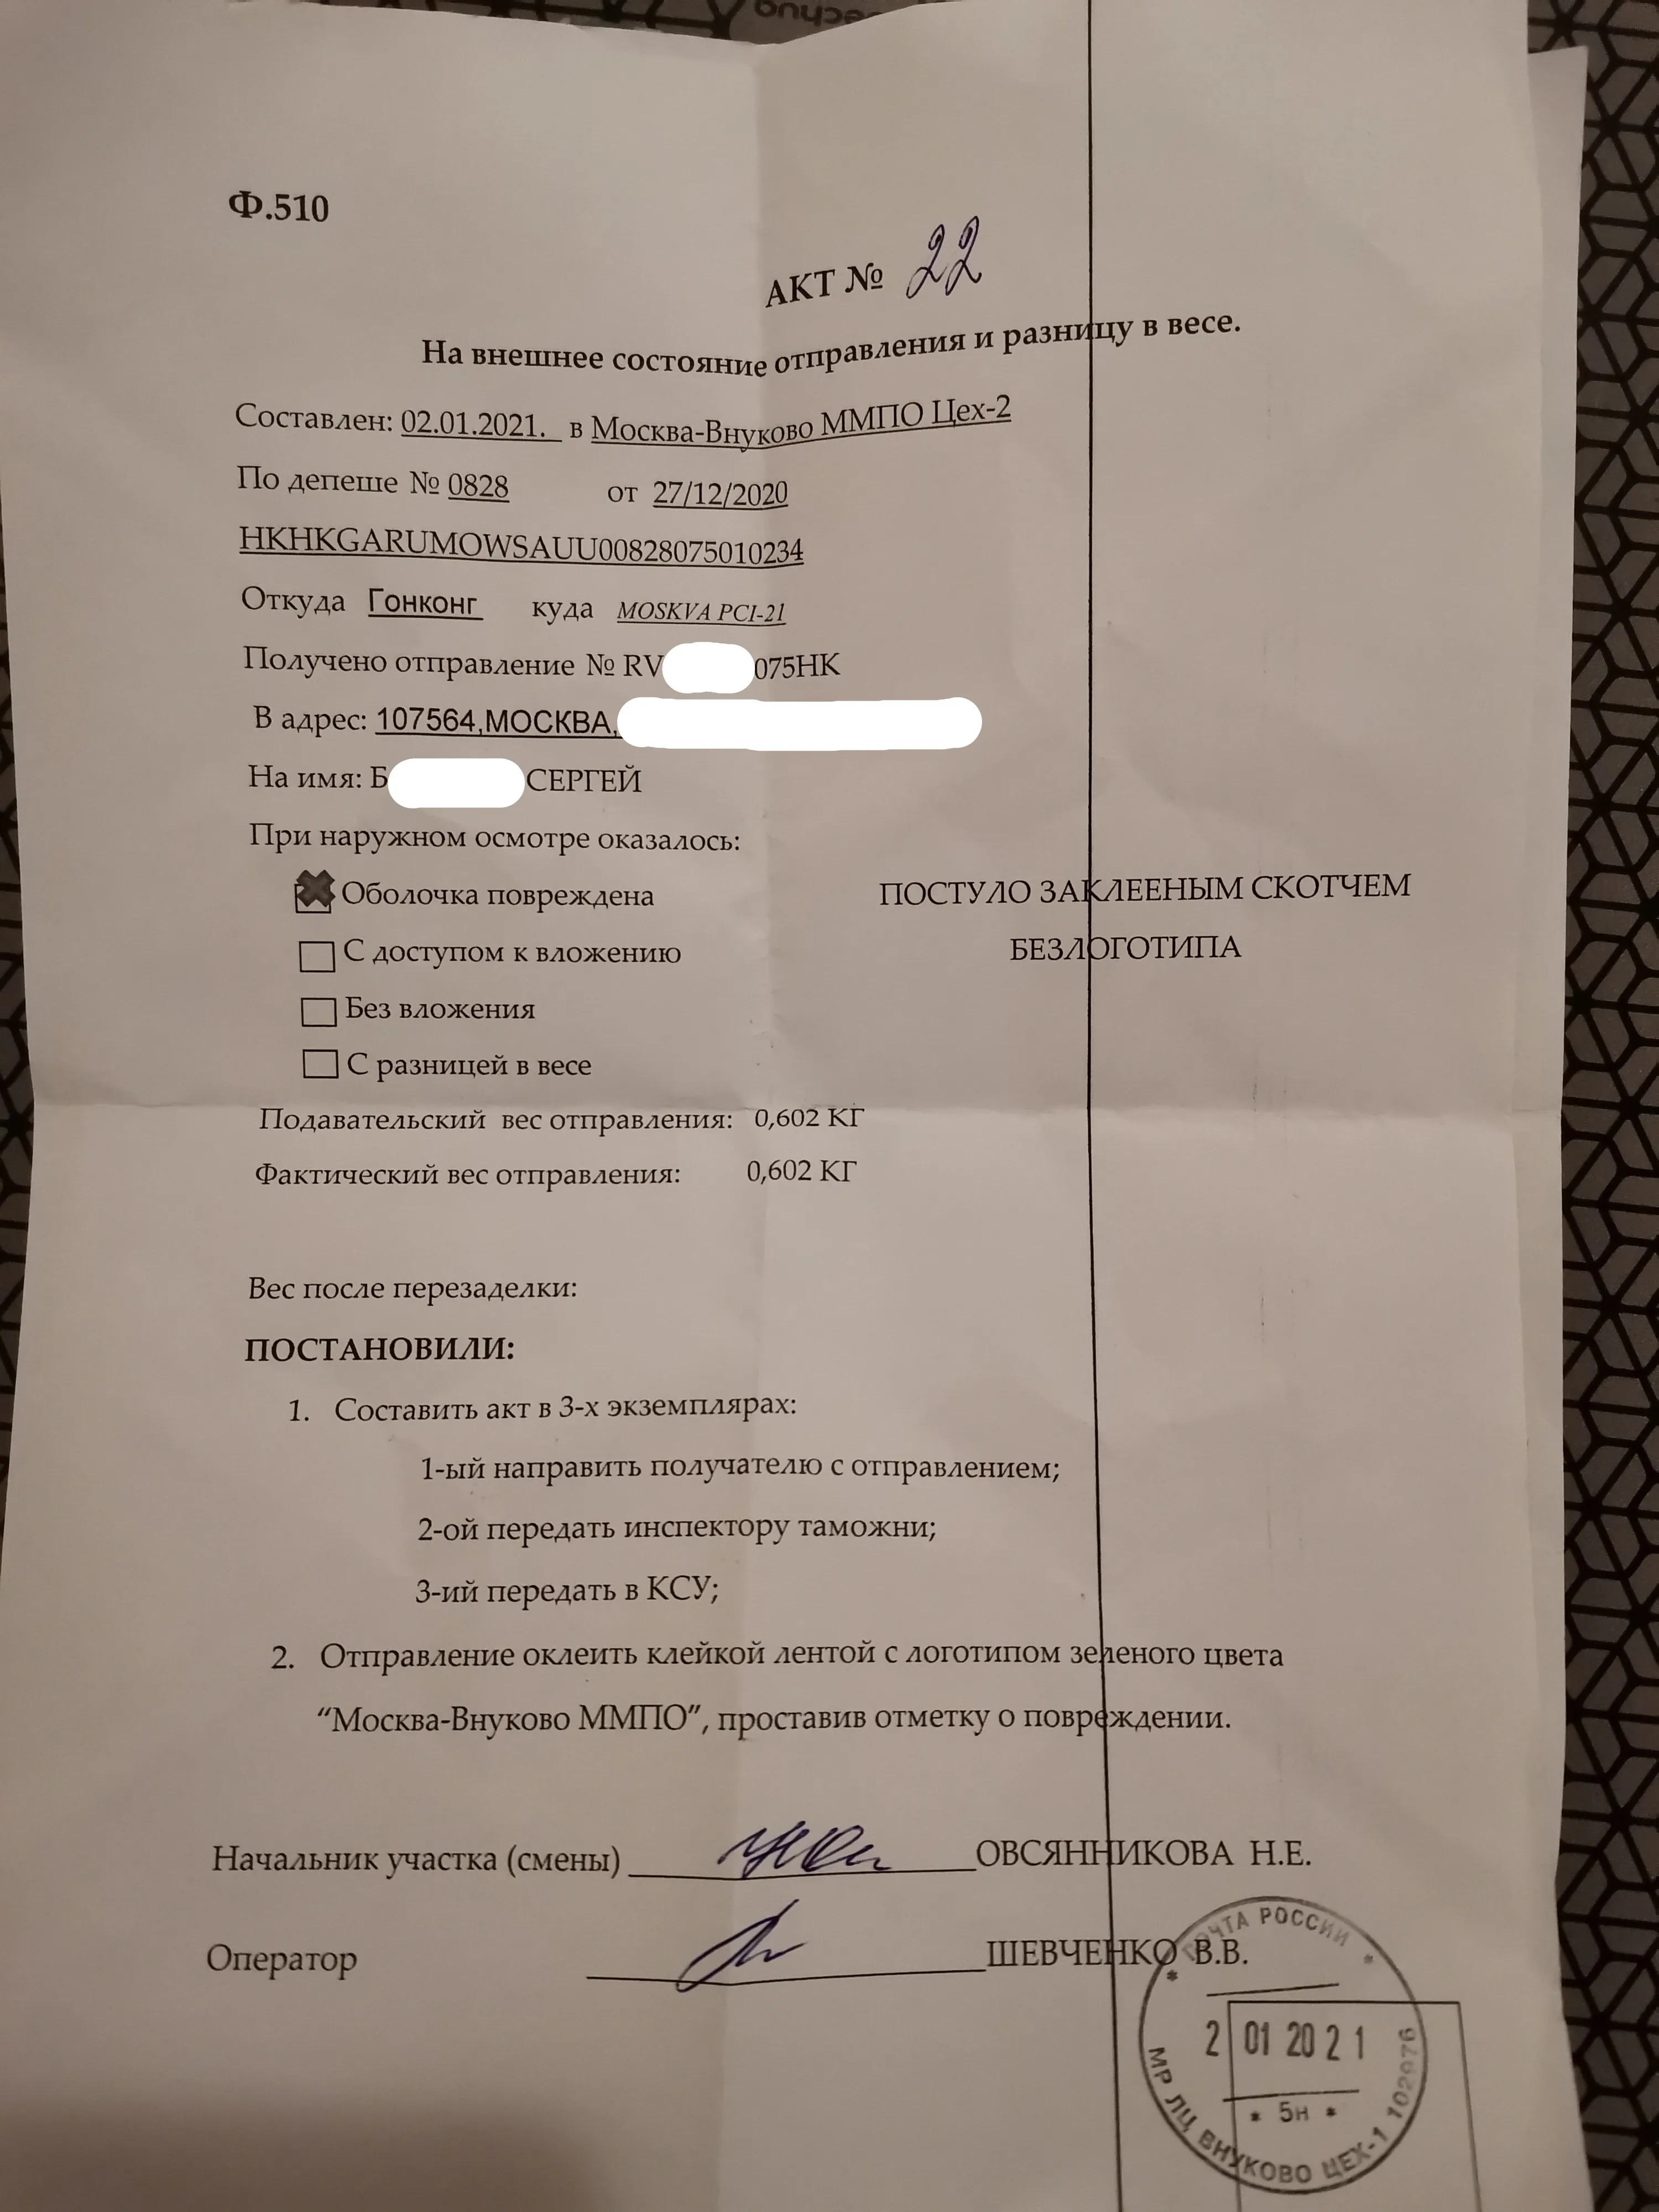 Ф.510
АКТ № 22
На внешнее состояние отправления и разницу в весе.
Составлен: 02.01.2021. в Москва-Внуково ММПО Цех-2
По депеше № 0828 от 27/12/2020
HKHKGARUMOWSAUU00828075010234
Откуда Гонконг куда MOSKVA PCI-21
Получено отправление № RV 075HK
В адрес: 107564,МОСКВА,
На имя: Б СЕРГЕЙ
При наружном осмотре оказалось:
Оболочка повреждена ПОСТУЛО ЗАКЛЕЕНЫМ СКОТЧЕМ
С доступом к вложению БЕЗЛОГОТИПА
Без вложения
С разницей в весе
Подавательский вес отправления: 0,602 КГ
Фактический вес отправления: 0,602 КГ
Вес после перезаделки:
ПОСТАНОВИЛИ:
1. Составить акт в 3-х экземплярах:
1-ый направить получателю с отправлением;
2-ой передать инспектору таможни;
3-ий передать в КСУ;
2. Отправление оклеить клейкой лентой с логотипом зеленого цвета
“Москва-Внуково ММПО”, проставив отметку о повреждении.
Начальник участка (смены) ОВСЯННИКОВА Н.Е.
Оператор ШЕВЧЕНКО В.В.
* ПОЧТА РОССИИ *
2 01 20 21
* 5н *
МР ЛЦ ВНУКОВО ЦЕХ-1 102976